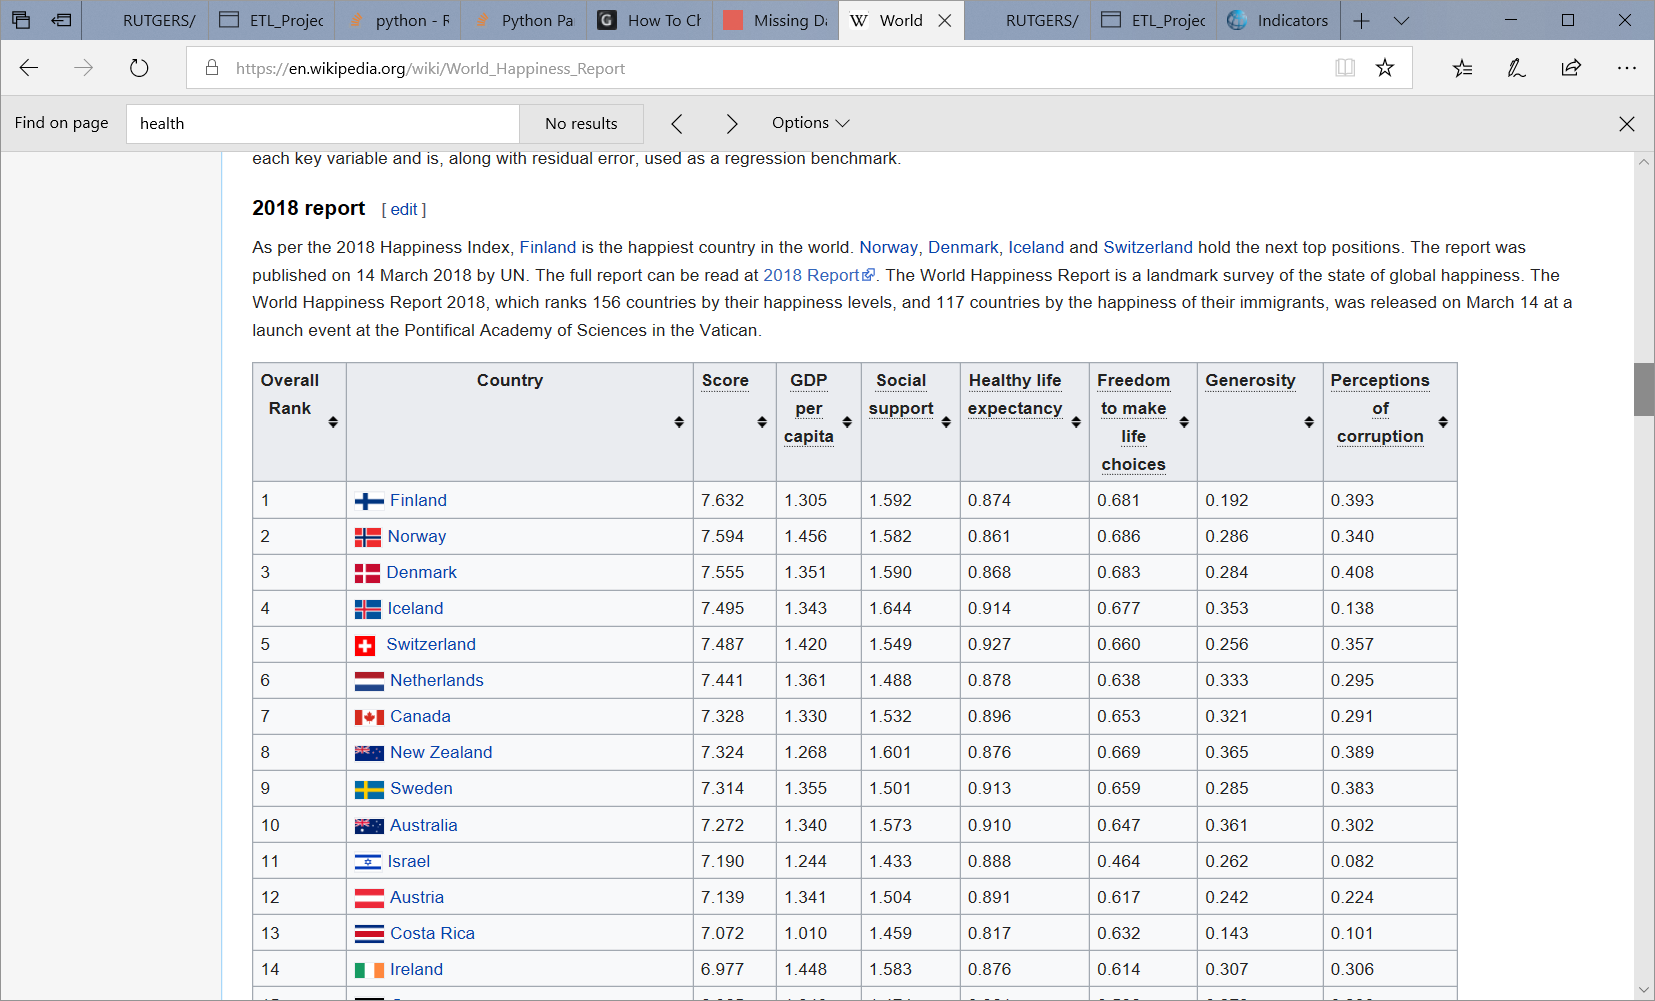 RUTGERS/ ETL_Projec python - R Python Pa How To Ch Missing Da World RUTGERS/ ETL_Projec Indicators
https://en.wikipedia.org/wiki/World_Happiness_Report
Find on page health No results Options
each key variable and is, along with residual error, used as a regression benchmark.
2018 report [ edit ]
As per the 2018 Happiness Index, Finland is the happiest country in the world. Norway, Denmark, Iceland and Switzerland hold the next top positions. The report was
published on 14 March 2018 by UN. The full report can be read at 2018 Report. The World Happiness Report is a landmark survey of the state of global happiness. The
World Happiness Report 2018, which ranks 156 countries by their happiness levels, and 117 countries by the happiness of their immigrants, was released on March 14 at a
launch event at the Pontifical Academy of Sciences in the Vatican.
Overall Country Score GDP Social Healthy life Freedom Generosity Perceptions
Rank per support expectancy to make of
capita life corruption
choices
1 Finland 7.632 1.305 1.592 0.874 0.681 0.192 0.393
2 Norway 7.594 1.456 1.582 0.861 0.686 0.286 0.340
3 Denmark 7.555 1.351 1.590 0.868 0.683 0.284 0.408
4 Iceland 7.495 1.343 1.644 0.914 0.677 0.353 0.138
5 Switzerland 7.487 1.420 1.549 0.927 0.660 0.256 0.357
6 Netherlands 7.441 1.361 1.488 0.878 0.638 0.333 0.295
7 Canada 7.328 1.330 1.532 0.896 0.653 0.321 0.291
8 New Zealand 7.324 1.268 1.601 0.876 0.669 0.365 0.389
9 Sweden 7.314 1.355 1.501 0.913 0.659 0.285 0.383
10 Australia 7.272 1.340 1.573 0.910 0.647 0.361 0.302
11 Israel 7.190 1.244 1.433 0.888 0.464 0.262 0.082
12 Austria 7.139 1.341 1.504 0.891 0.617 0.242 0.224
13 Costa Rica 7.072 1.010 1.459 0.817 0.632 0.143 0.101
14 Ireland 6.977 1.448 1.583 0.876 0.614 0.307 0.306